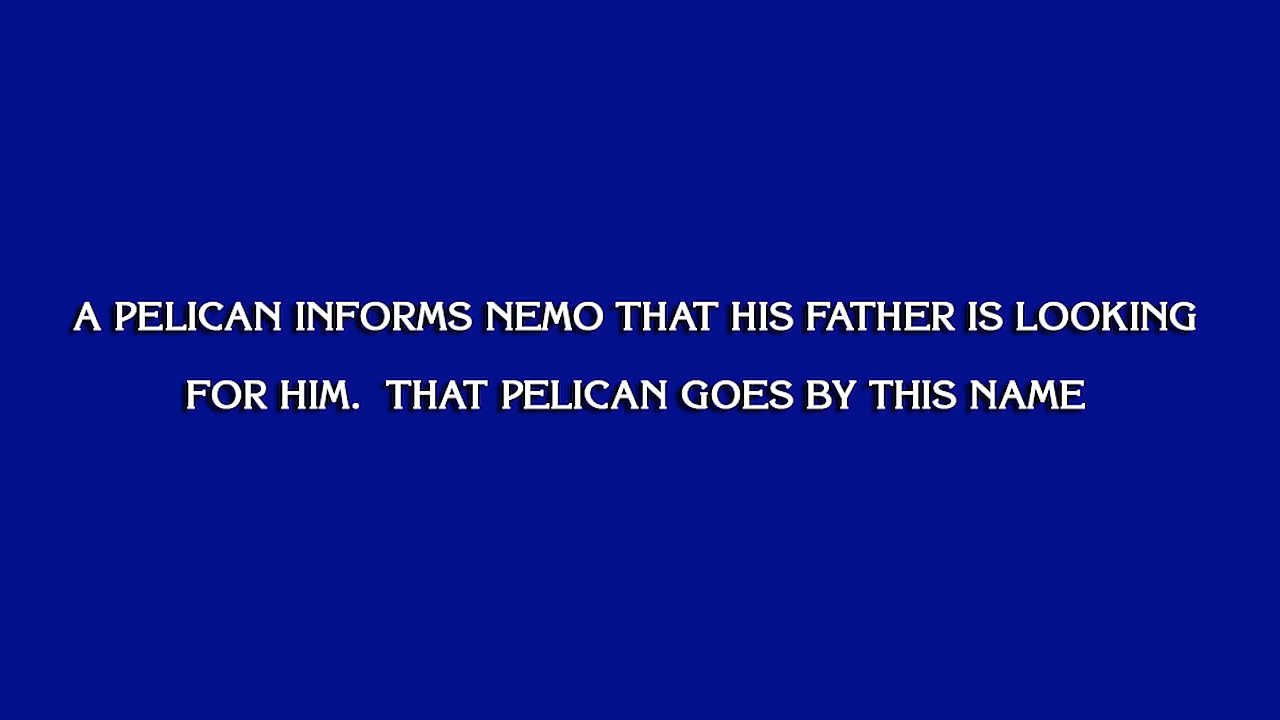 A PELICAN INFORMS NEMO THAT HIS FATHER IS LOOKING
FOR HIM.  THAT PELICAN GOES BY THIS NAME